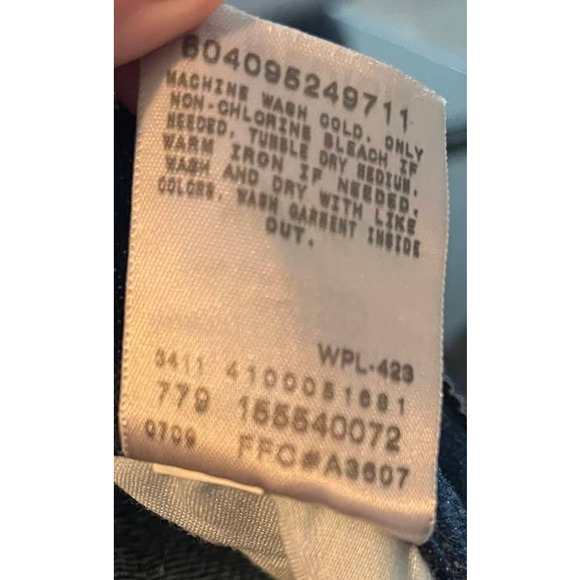 604095249711
MACHINE WASH COLD. ONLY
NON-CHLORINE BLEACH IF
NEEDED. TUMBLE DRY MEDIUM.
WARM IRON IF NEEDED.
WASH AND DRY WITH LIKE
COLORS. WASH GARMENT INSIDE
OUT.
WPL-423
3411 4100051681
779 155540072
0709 FFC#A3607